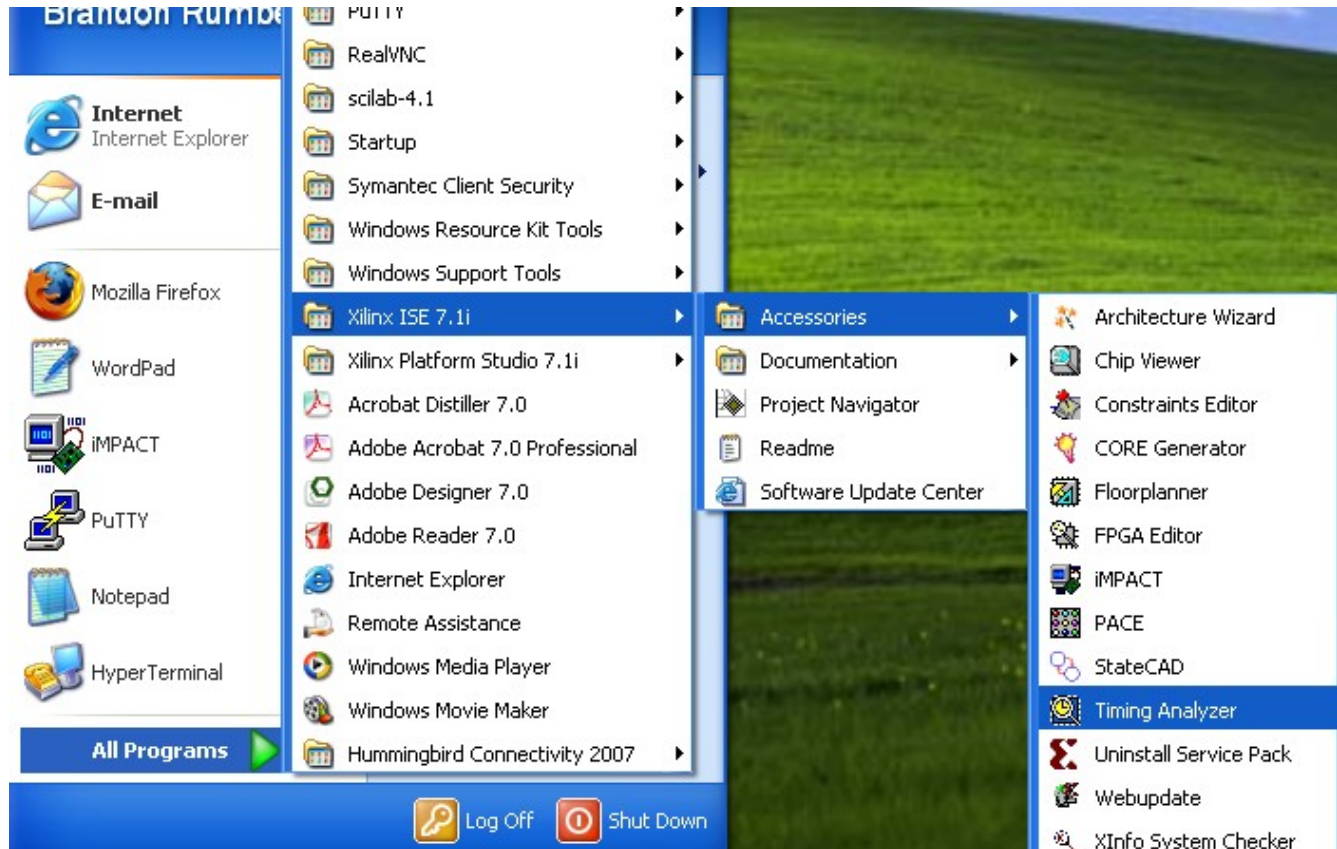 Brandon Rumbe
PuTTY
RealVNC
scilab-4.1
Startup
Symantec Client Security
Windows Resource Kit Tools
Windows Support Tools
Xilinx ISE 7.1i
Xilinx Platform Studio 7.1i
Acrobat Distiller 7.0
Adobe Acrobat 7.0 Professional
Adobe Designer 7.0
Adobe Reader 7.0
Internet Explorer
Remote Assistance
Windows Media Player
Windows Movie Maker
Hummingbird Connectivity 2007
Internet
Internet Explorer
E-mail
Mozilla Firefox
WordPad
iMPACT
PuTTY
Notepad
HyperTerminal
All Programs
Log Off
Shut Down
Accessories
Documentation
Project Navigator
Readme
Software Update Center
Architecture Wizard
Chip Viewer
Constraints Editor
CORE Generator
Floorplanner
FPGA Editor
iMPACT
PACE
StateCAD
Timing Analyzer
Uninstall Service Pack
Webupdate
XInfo System Checker